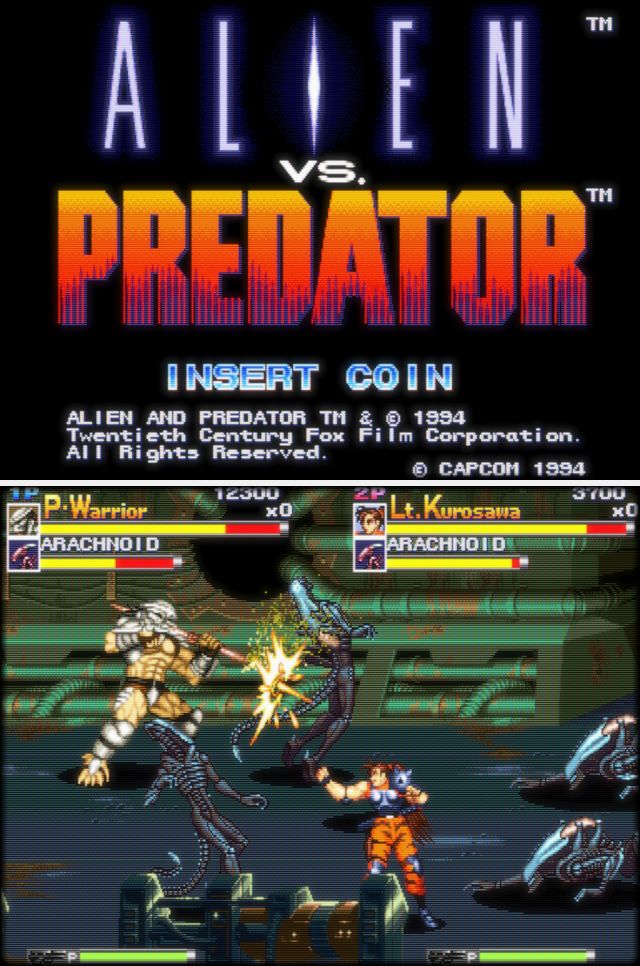 ALIEN TM
VS.
PREDATOR TM
INSERT COIN
ALIEN AND PREDATOR TM & © 1994
Twentieth Century Fox Film Corporation.
All Rights Reserved.
© CAPCOM 1994
1P 12300 2P 3700
P·Warrior x0 Lt.Kurosawa x0
ARACHNOID ARACHNOID
P P